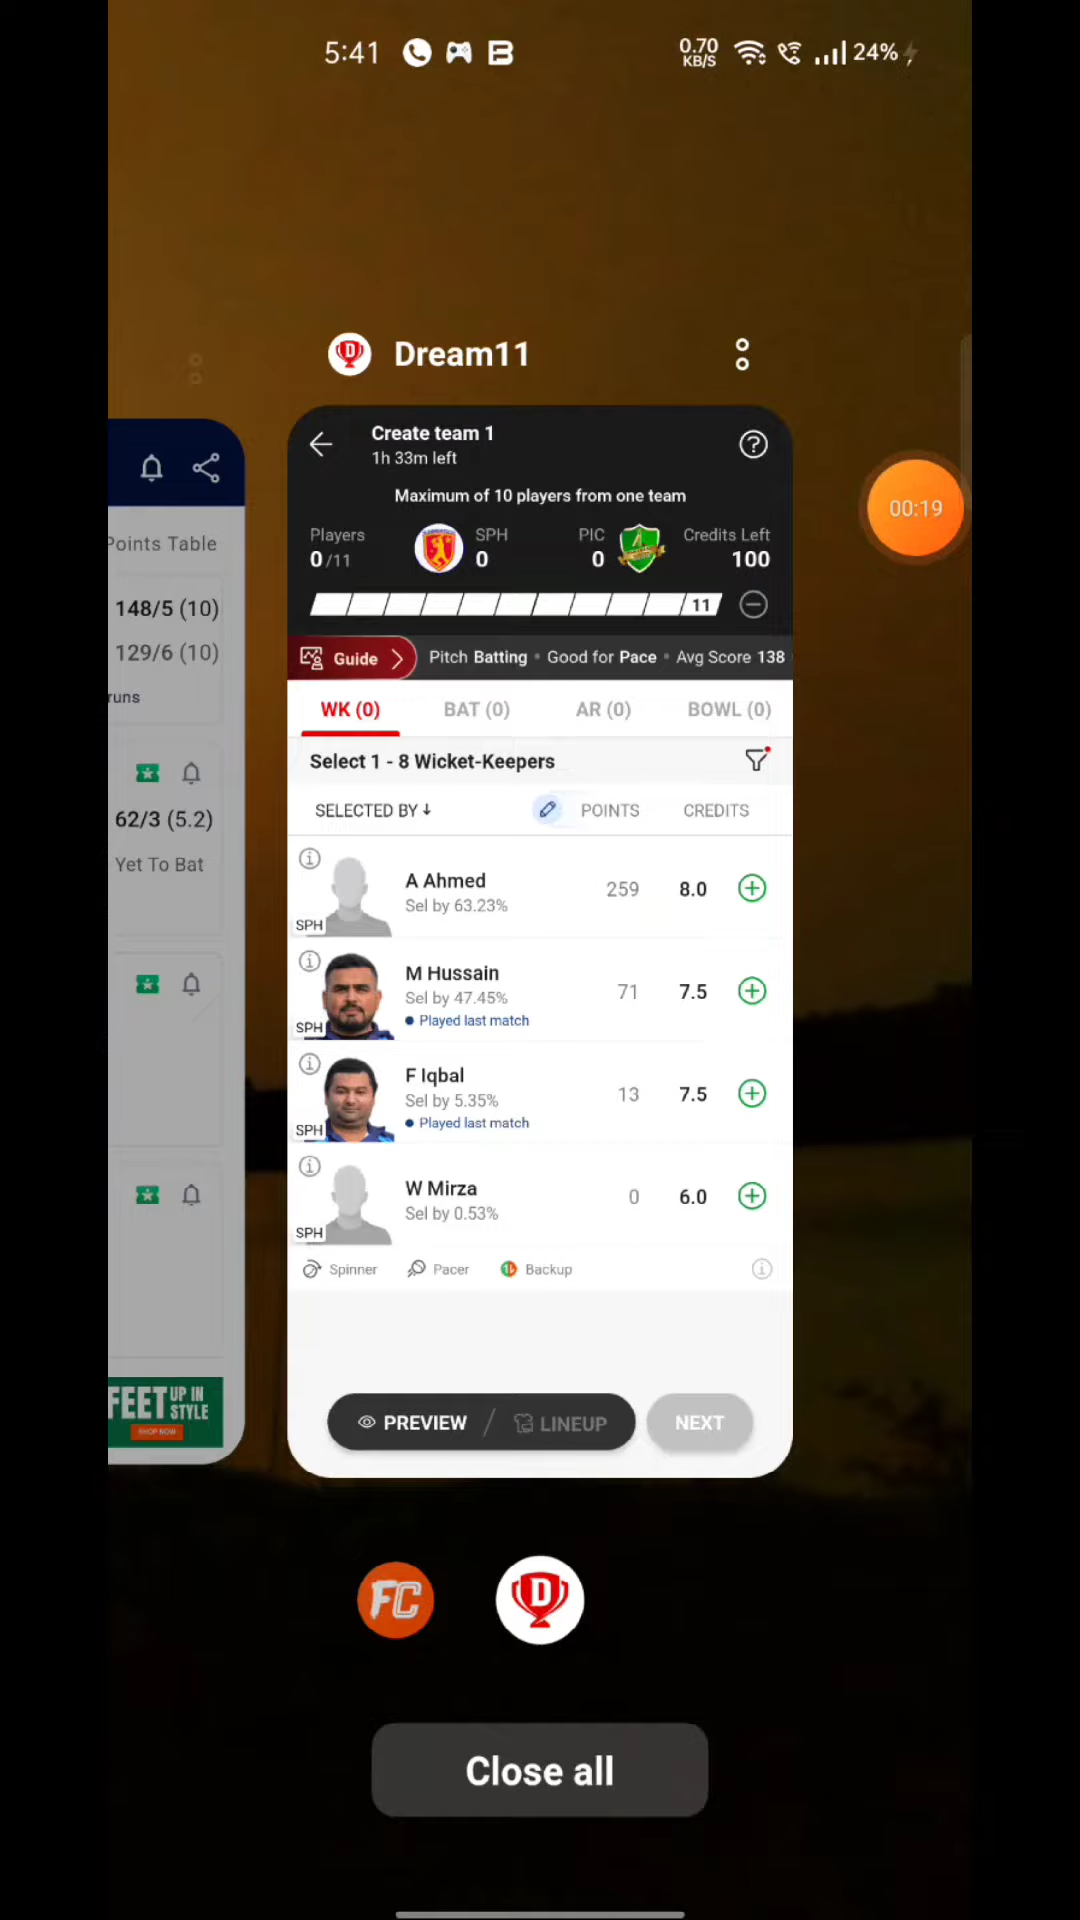 5:41
0.70 KB/S
24%
Dream11
00:19
Create team 1
1h 33m left
Maximum of 10 players from one team
Players SPH PIC Credits Left
0/11 0 0 100
11
Guide
Pitch Batting • Good for Pace • Avg Score 138
WK (0) BAT (0) AR (0) BOWL (0)
Select 1 - 8 Wicket-Keepers
SELECTED BY ↓ POINTS CREDITS
A Ahmed
Sel by 63.23%
259 8.0
SPH
M Hussain
Sel by 47.45%
71 7.5
Played last match
SPH
F Iqbal
Sel by 5.35%
13 7.5
Played last match
SPH
W Mirza
Sel by 0.53%
0 6.0
SPH
Spinner Pacer Backup
PREVIEW / LINEUP
NEXT
Points Table
148/5 (10)
129/6 (10)
runs
62/3 (5.2)
Yet To Bat
FEET UP IN STYLE
SHOP NOW
FC
D
Close all